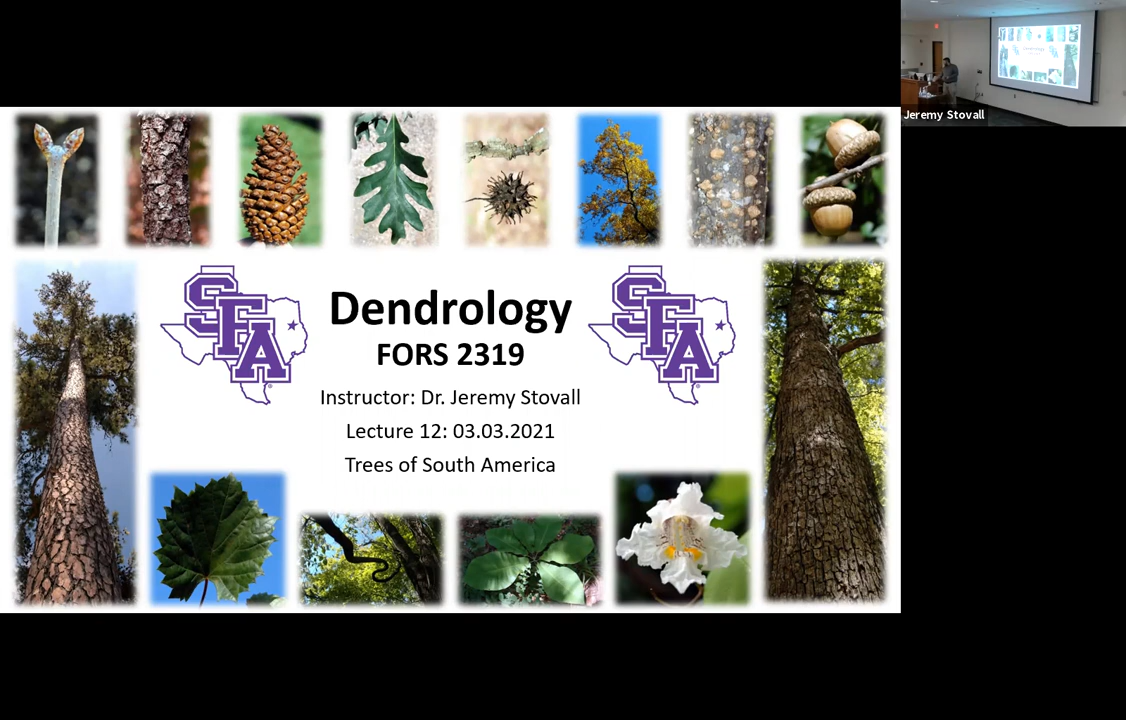 Jeremy Stovall
SFA
SFA
Dendrology
FORS 2319
Instructor: Dr. Jeremy Stovall
Lecture 12: 03.03.2021
Trees of South America